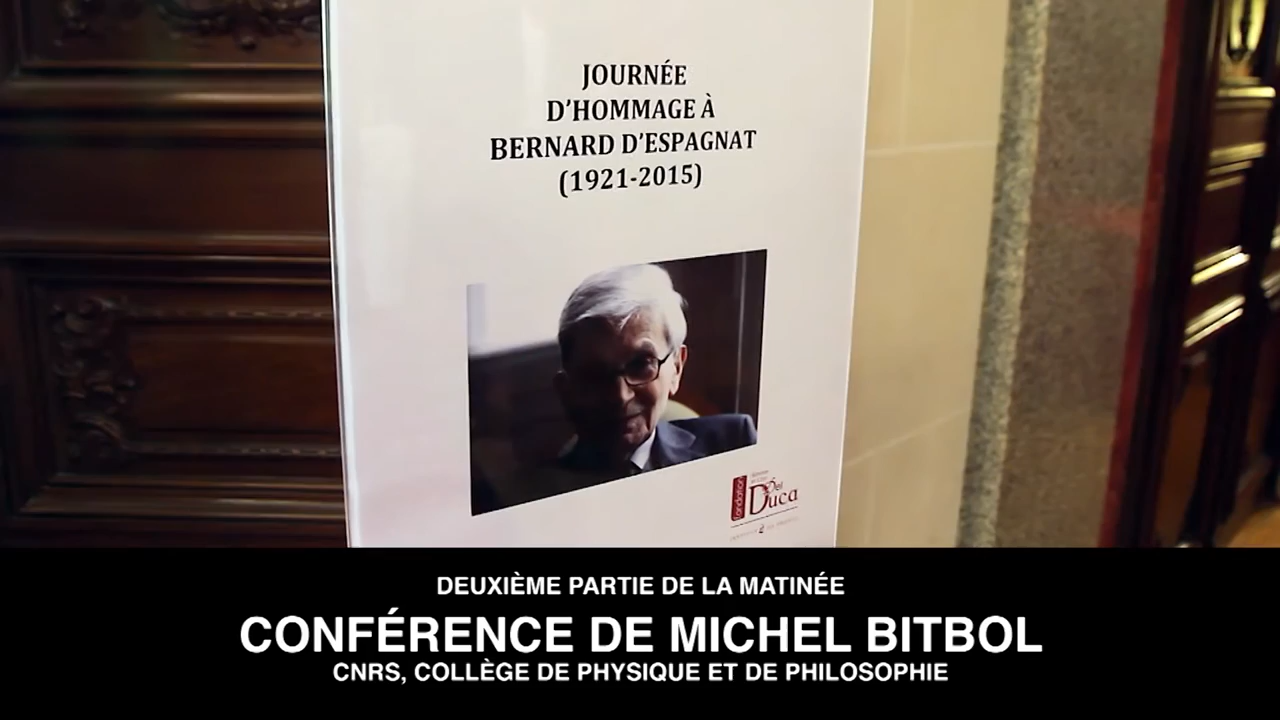 JOURNÉE
D'HOMMAGE À
BERNARD D'ESPAGNAT
(1921-2015)
fondation
Del
Duca
DEUXIÈME PARTIE DE LA MATINÉE
CONFÉRENCE DE MICHEL BITBOL
CNRS, COLLÈGE DE PHYSIQUE ET DE PHILOSOPHIE